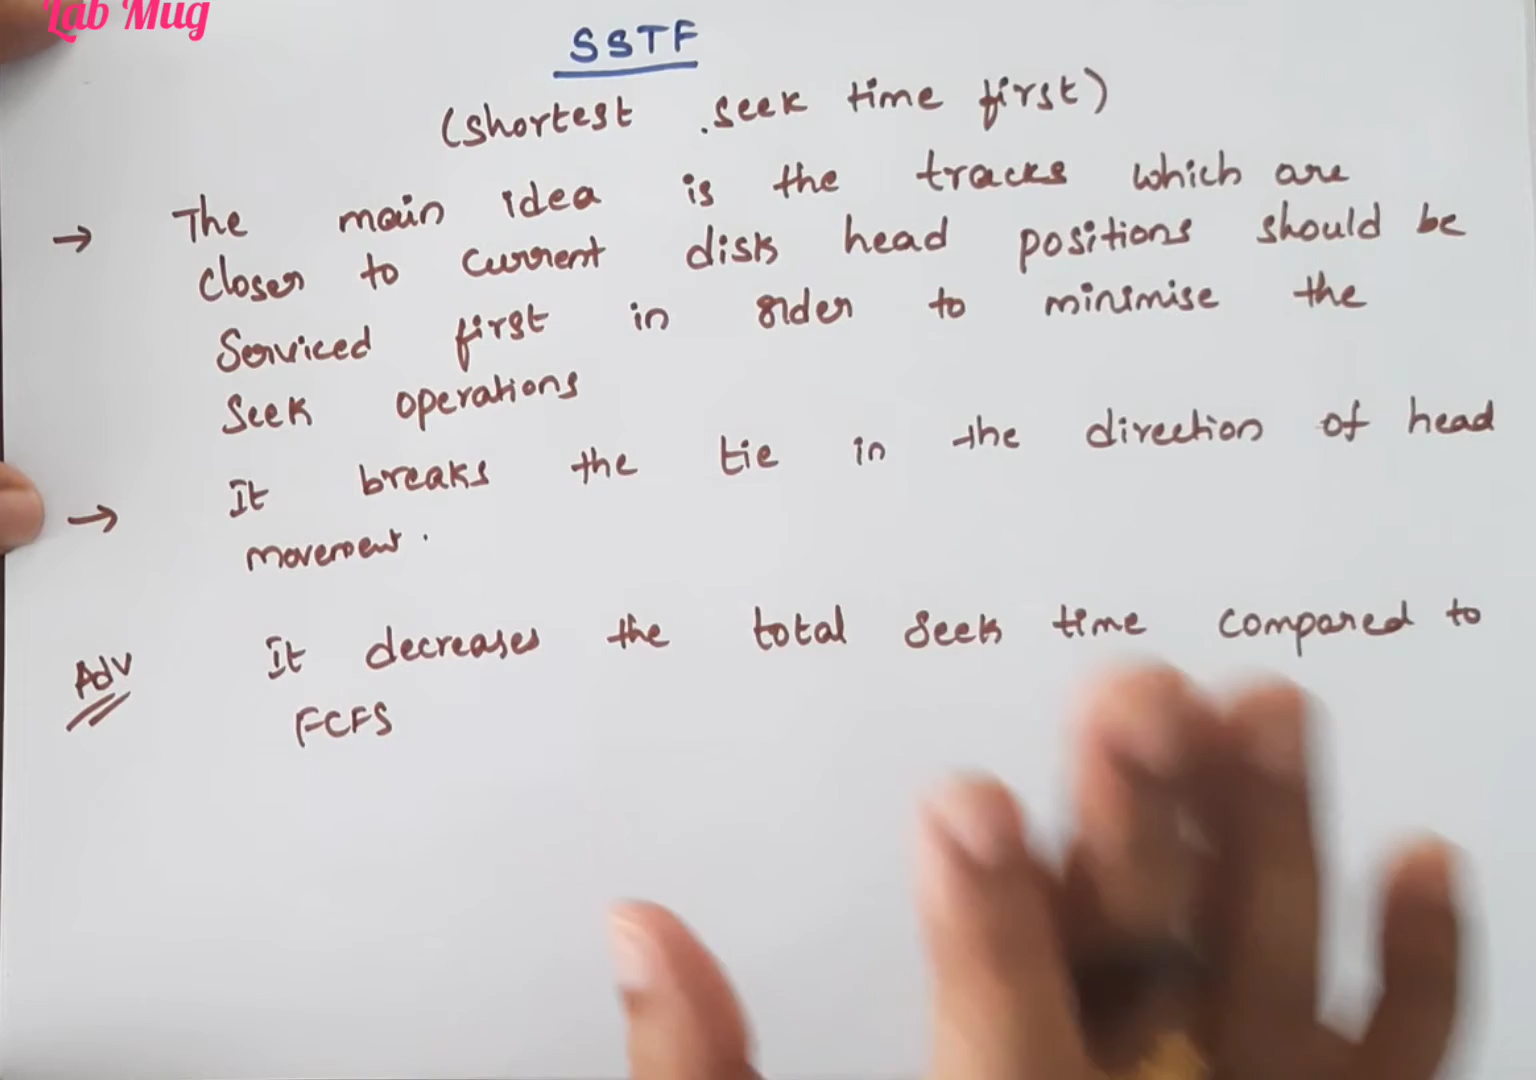 Lab Mug
SSTF
(shortest seek time first)
→ The main idea is the tracks which are
closer to current disk head positions should be
Serviced first in order to minimise the
Seek operations
→ It breaks the tie in the direction of head
movement.
Adv It decreases the total seek time compared to
FCFS